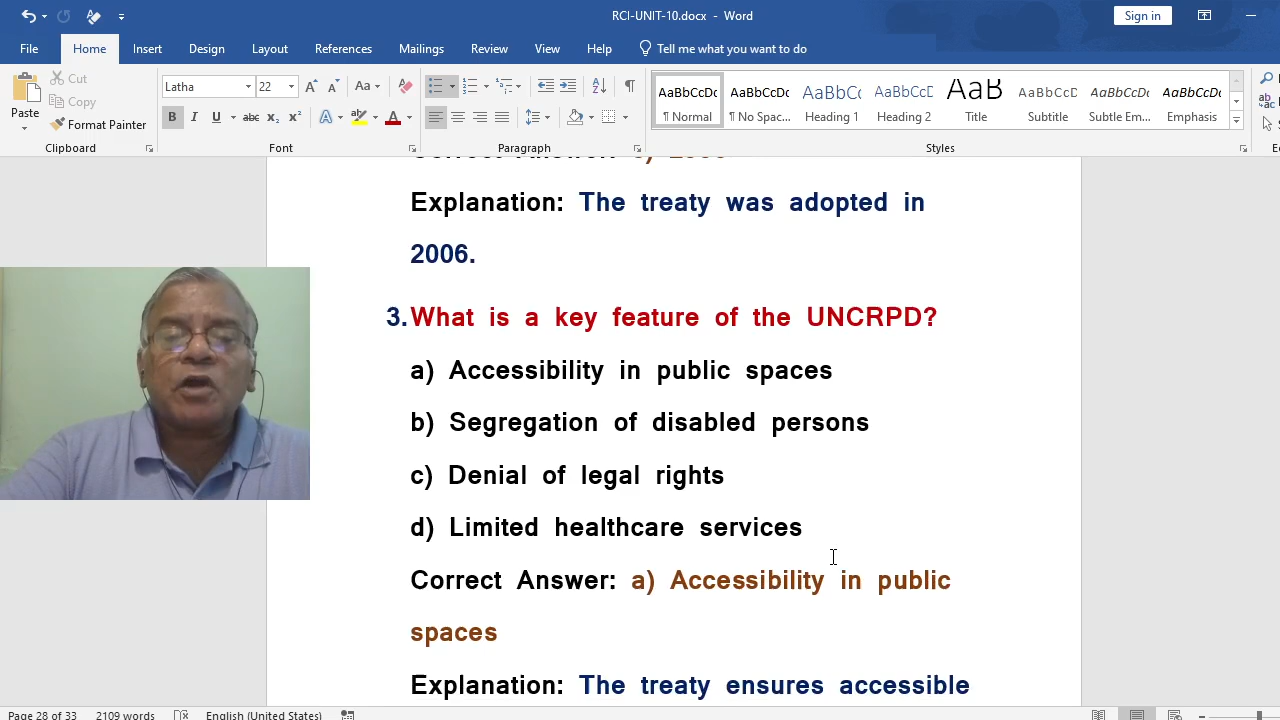 RCI-UNIT-10.docx - Word
Sign in
File Home Insert Design Layout References Mailings Review View Help Tell me what you want to do
Paste
Cut
Copy
Format Painter
Clipboard
Latha 22
Font
Paragraph
AaBbCcDc AaBbCcDc AaBbCc AaBbCcD AaB AaBbCcD AaBbCcDc AaBbCcDc
¶ Normal ¶ No Spac... Heading 1 Heading 2 Title Subtitle Subtle Em... Emphasis
Styles
Explanation: The treaty was adopted in
2006.
3. What is a key feature of the UNCRPD?
a) Accessibility in public spaces
b) Segregation of disabled persons
c) Denial of legal rights
d) Limited healthcare services
Correct Answer: a) Accessibility in public
spaces
Explanation: The treaty ensures accessible
Page 28 of 33 2109 words English (United States)